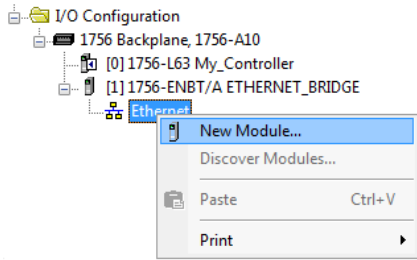 I/O Configuration
1756 Backplane, 1756-A10
[0] 1756-L63 My_Controller
[1] 1756-ENBT/A ETHERNET_BRIDGE
Ethernet
New Module...
Discover Modules...
Paste Ctrl+V
Print